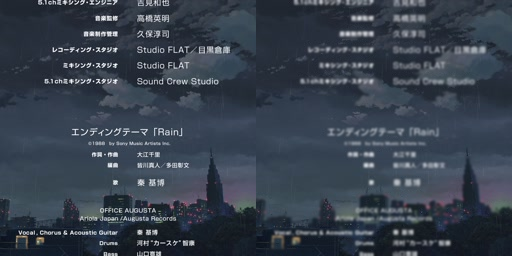 5.1chミキシング・エンジニア 吉見和也
音楽監修 高橋英明
音楽制作管理 久保淳司
レコーディング・スタジオ Studio FLAT／目黒倉庫
ミキシング・スタジオ Studio FLAT
5.1chミキシング・スタジオ Sound Crew Studio
エンディングテーマ「Rain」
©1988 by Sony Music Artists Inc.
作詞・作曲 大江千里
編曲 皆川真人／多田彰文
歌 秦 基博
OFFICE AUGUSTA
Ariola Japan /Augusta Records
Vocal, Chorus & Acoustic Guitar 秦 基博
Drums 河村“カースケ”智康
Bass 山口寛雄
5.1chミキシング・エンジニア 吉見和也
音楽監修 高橋英明
音楽制作管理 久保淳司
レコーディング・スタジオ Studio FLAT／目黒倉庫
ミキシング・スタジオ Studio FLAT
5.1chミキシング・スタジオ Sound Crew Studio
エンディングテーマ「Rain」
©1988 by Sony Music Artists Inc.
作詞・作曲 大江千里
編曲 皆川真人／多田彰文
歌 秦 基博
OFFICE AUGUSTA
Ariola Japan /Augusta Records
Vocal, Chorus & Acoustic Guitar 秦 基博
Drums 河村“カースケ”智康
Bass 山口寛雄